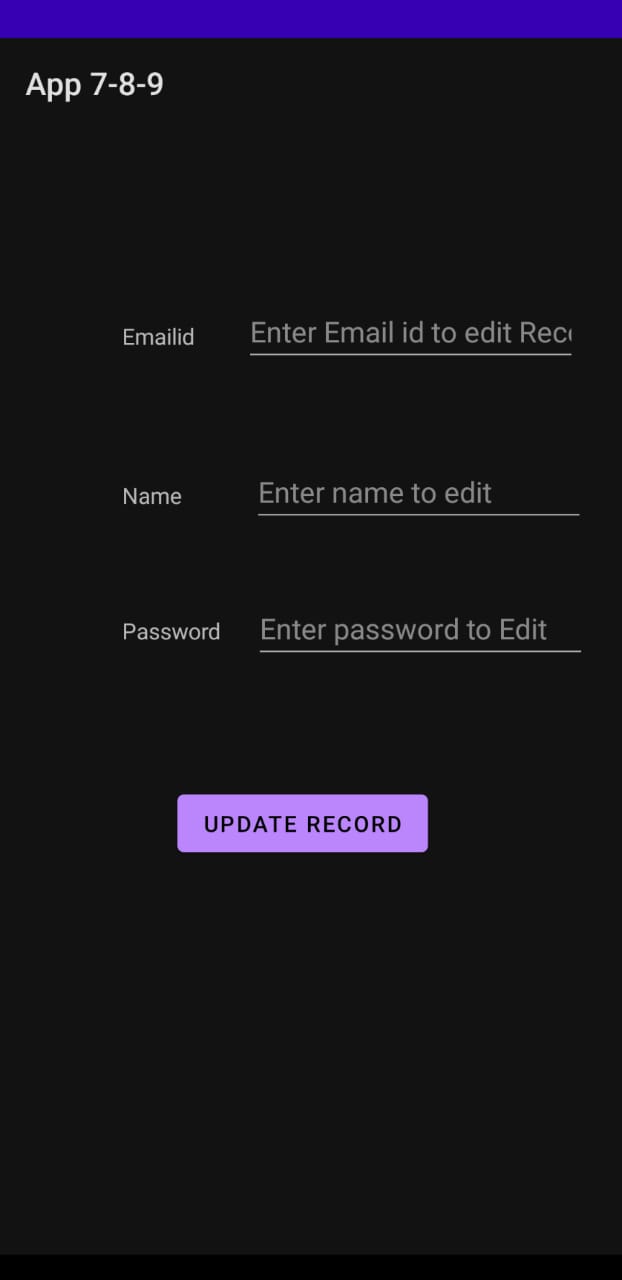 App 7-8-9
Emailid Enter Email id to edit Rec
Name Enter name to edit
Password Enter password to Edit
UPDATE RECORD